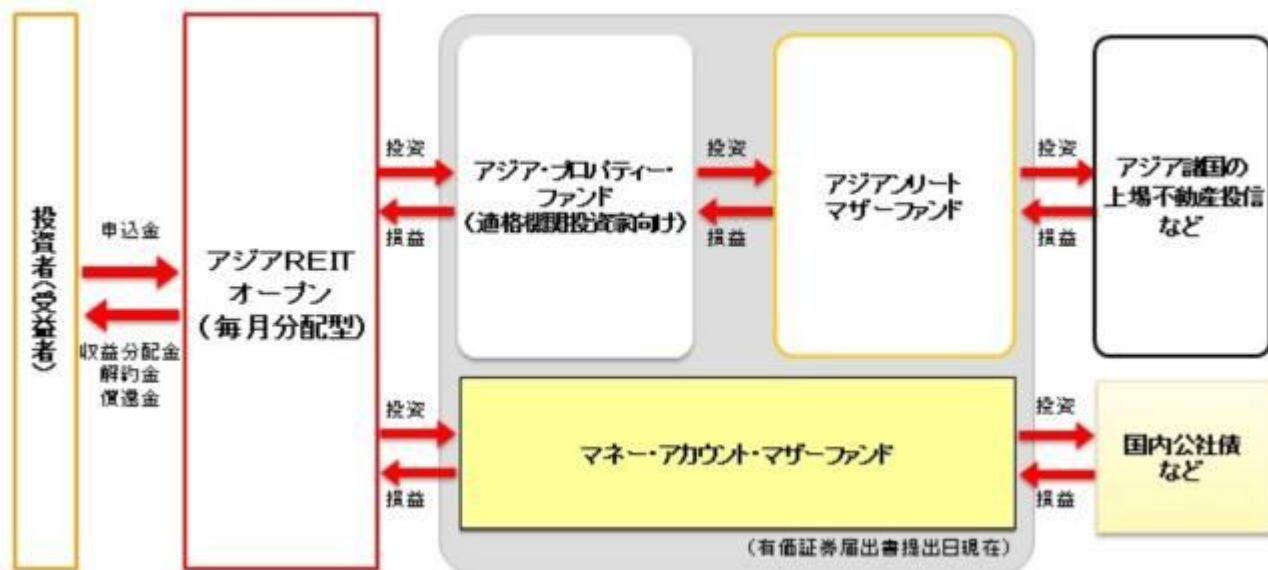 投資者(受益者)
申込金
収益分配金
解約金
償還金
アジアREIT
オープン
(毎月分配型)
投資
損益
アジア・プロパティー・
ファンド
(適格機関投資家向け)
投資
損益
アジアンリート
マザーファンド
投資
損益
アジア諸国の
上場不動産投信
など
投資
損益
マネー・アカウント・マザーファンド
投資
損益
国内公社債
など
(有価証券届出書提出日現在)